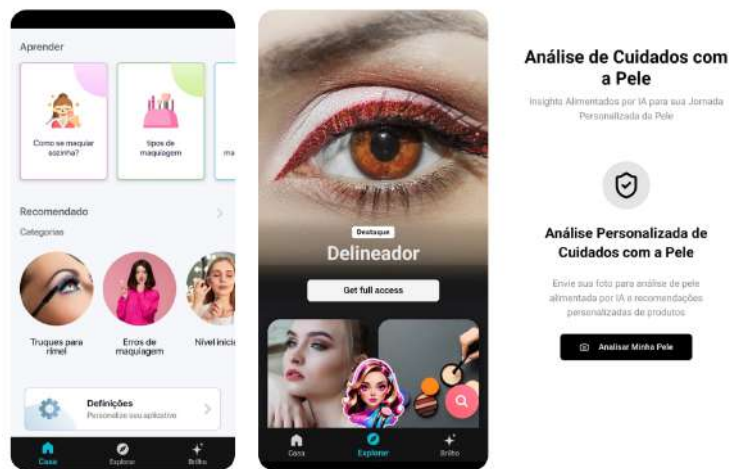 Aprender
Como se maquiar
sozinha?
tipos de
maquiagem
ma
Recomendado
Categorias
Truques para
rímel
Erros de
maquiagem
Nível inici
Definições
Personalize seu aplicativo
Casa
Explorar
Brilho
Destaque
Delineador
Get full access
Casa
Explorar
Brilho
Análise de Cuidados com
a Pele
Insights Alimentados por IA para sua Jornada
Personalizada da Pele
Análise Personalizada de
Cuidados com a Pele
Envie sua foto para análise de pele
alimentada por IA e recomendações
personalizadas de produtos
Analisar Minha Pele